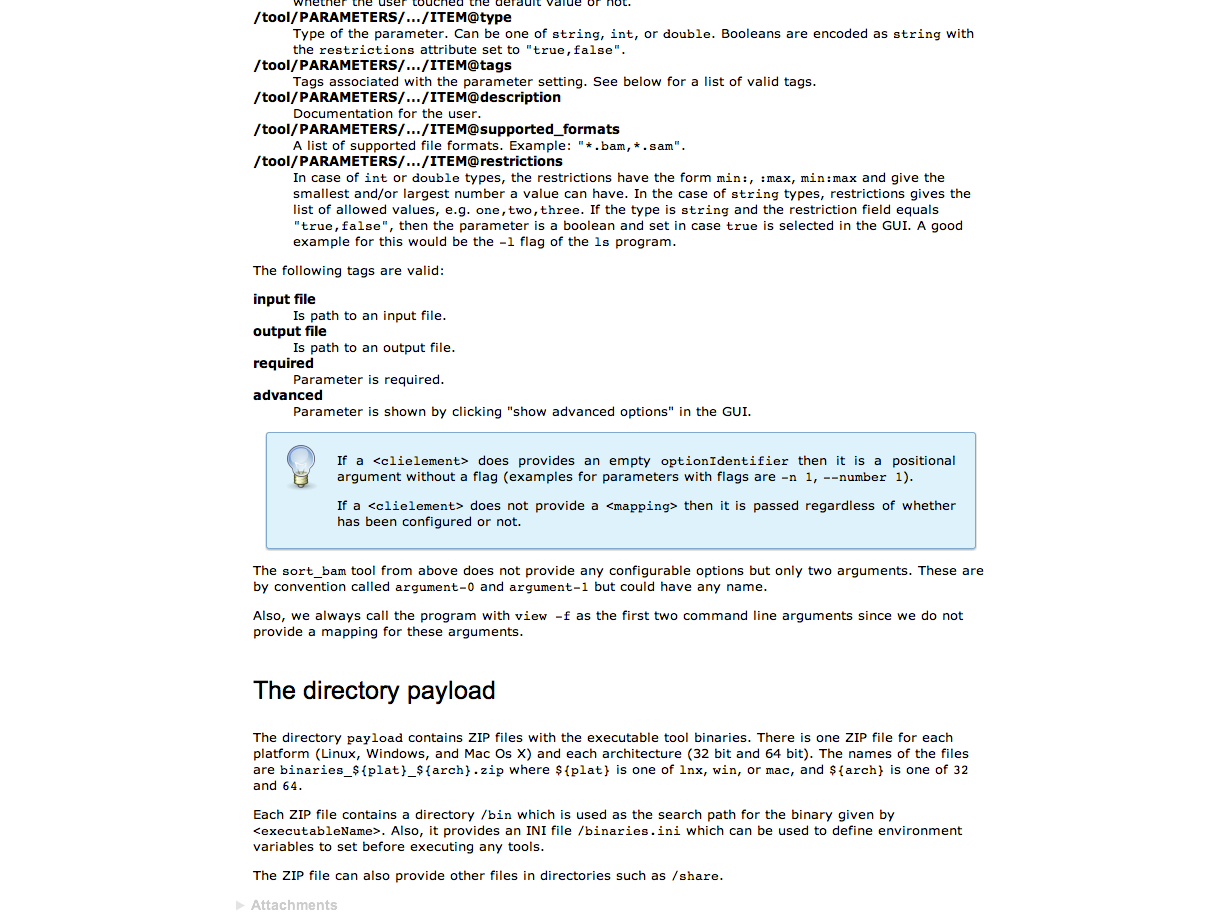 whether the user touched the default value or not.
/tool/PARAMETERS/.../ITEM@type
Type of the parameter. Can be one of string, int, or double. Booleans are encoded as string with
the restrictions attribute set to "true,false".
/tool/PARAMETERS/.../ITEM@tags
Tags associated with the parameter setting. See below for a list of valid tags.
/tool/PARAMETERS/.../ITEM@description
Documentation for the user.
/tool/PARAMETERS/.../ITEM@supported_formats
A list of supported file formats. Example: "*.bam,*.sam".
/tool/PARAMETERS/.../ITEM@restrictions
In case of int or double types, the restrictions have the form min:, :max, min:max and give the
smallest and/or largest number a value can have. In the case of string types, restrictions gives the
list of allowed values, e.g. one,two,three. If the type is string and the restriction field equals
"true,false", then the parameter is a boolean and set in case true is selected in the GUI. A good
example for this would be the -l flag of the ls program.
The following tags are valid:
input file
Is path to an input file.
output file
Is path to an output file.
required
Parameter is required.
advanced
Parameter is shown by clicking "show advanced options" in the GUI.
If a <clielement> does provides an empty optionIdentifier then it is a positional
argument without a flag (examples for parameters with flags are -n 1, --number 1).
If a <clielement> does not provide a <mapping> then it is passed regardless of whether
has been configured or not.
The sort_bam tool from above does not provide any configurable options but only two arguments. These are
by convention called argument-0 and argument-1 but could have any name.
Also, we always call the program with view -f as the first two command line arguments since we do not
provide a mapping for these arguments.
The directory payload
The directory payload contains ZIP files with the executable tool binaries. There is one ZIP file for each
platform (Linux, Windows, and Mac Os X) and each architecture (32 bit and 64 bit). The names of the files
are binaries_${plat}_${arch}.zip where ${plat} is one of lnx, win, or mac, and ${arch} is one of 32
and 64.
Each ZIP file contains a directory /bin which is used as the search path for the binary given by
<executableName>. Also, it provides an INI file /binaries.ini which can be used to define environment
variables to set before executing any tools.
The ZIP file can also provide other files in directories such as /share.
Attachments